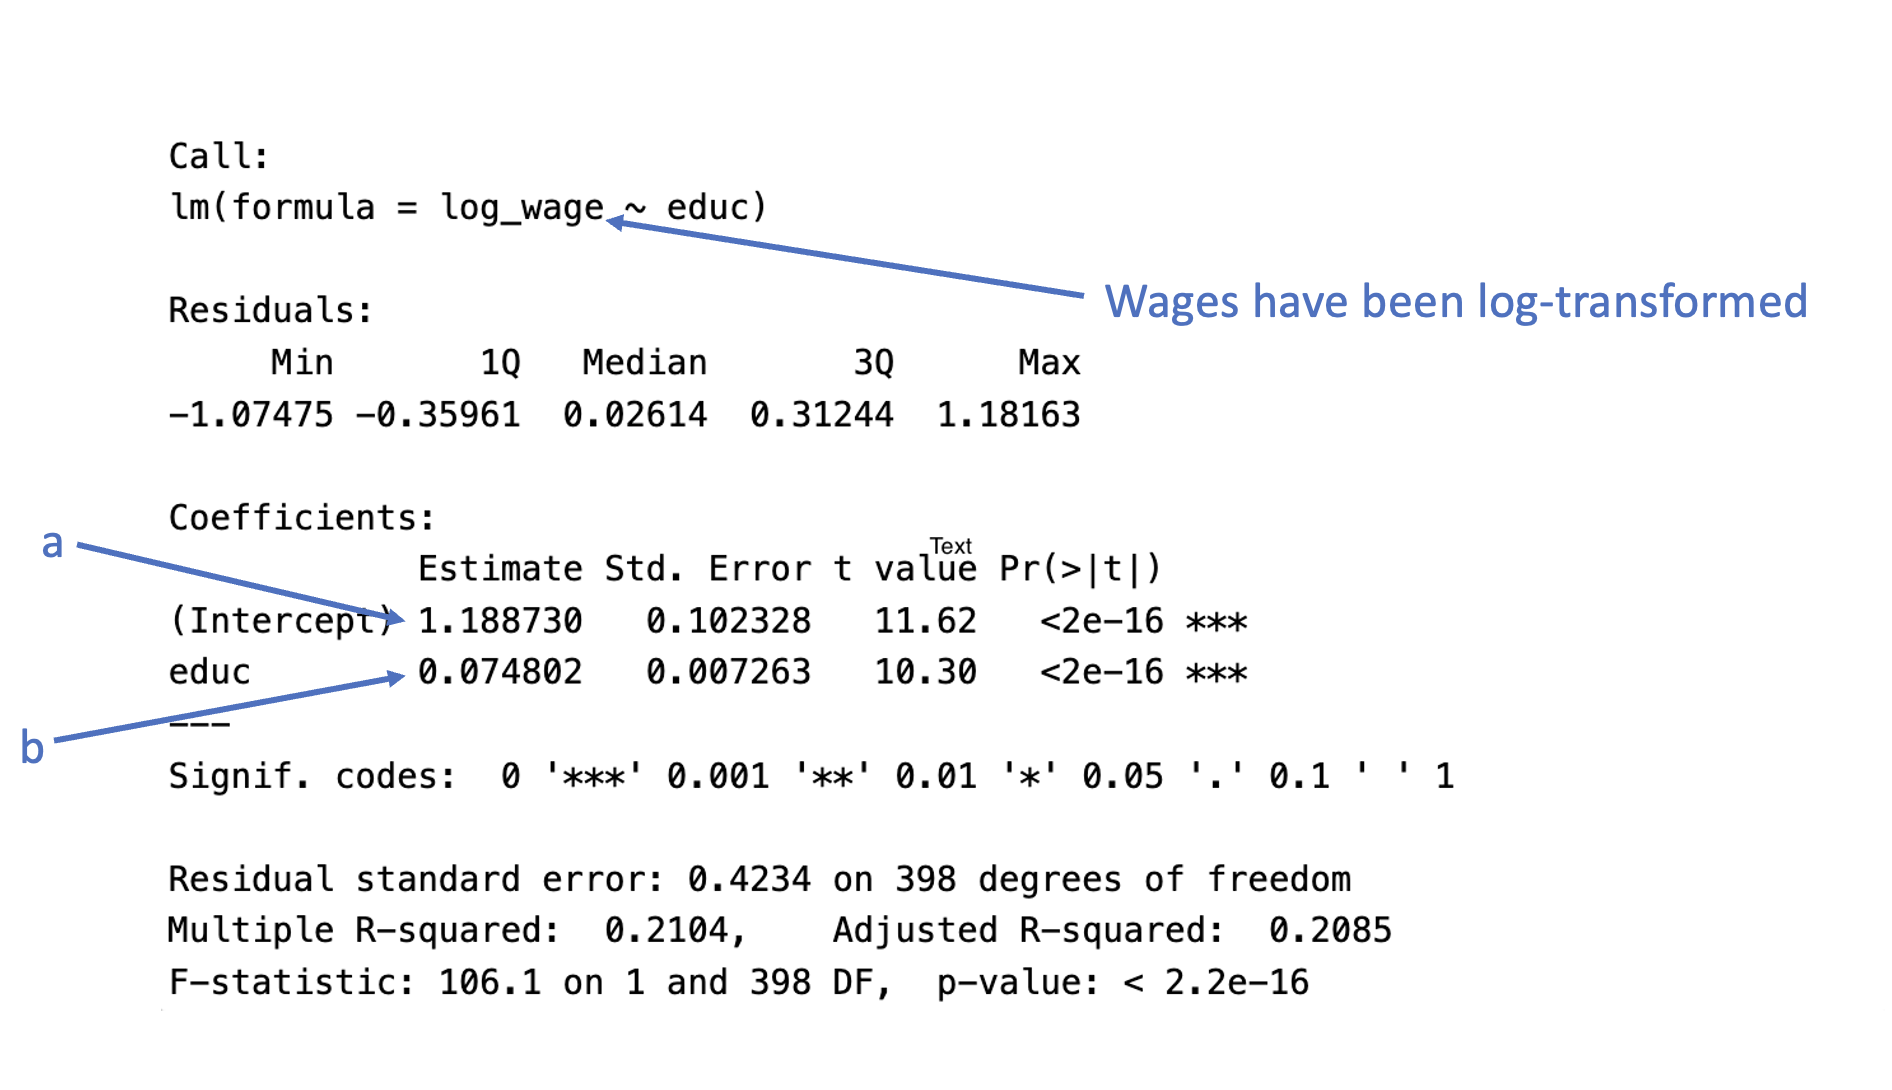 Call:
lm(formula = log_wage ~ educ)
Wages have been log-transformed
Residuals:
Min 1Q Median 3Q Max
-1.07475 -0.35961 0.02614 0.31244 1.18163
Coefficients:
a
Text
Estimate Std. Error t value Pr(>|t|)
(Intercept) 1.188730 0.102328 11.62 <2e-16 ***
educ 0.074802 0.007263 10.30 <2e-16 ***
---
b
Signif. codes: 0 '***' 0.001 '**' 0.01 '*' 0.05 '.' 0.1 ' ' 1
Residual standard error: 0.4234 on 398 degrees of freedom
Multiple R-squared: 0.2104, Adjusted R-squared: 0.2085
F-statistic: 106.1 on 1 and 398 DF, p-value: < 2.2e-16